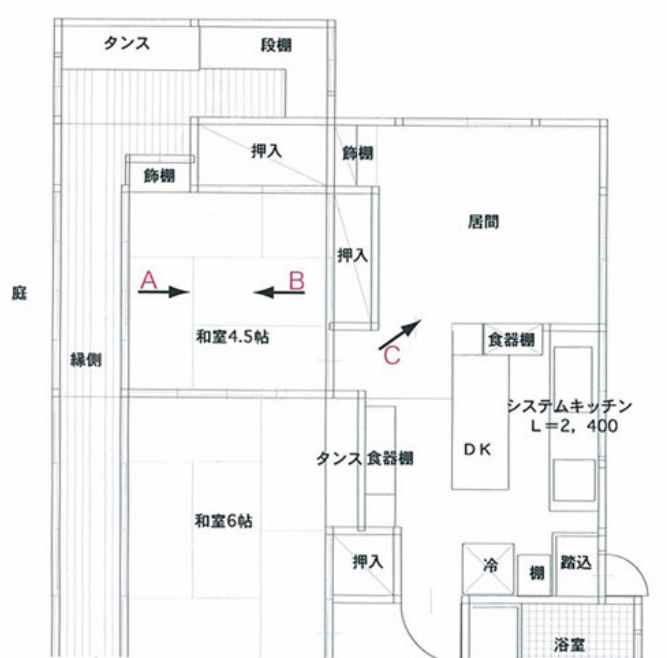 タンス
段棚
押入
飾棚
飾棚
居間
押入
A
B
庭
和室4.5帖
食器棚
C
縁側
システムキッチン
L=2, 400
DK
タンス
食器棚
和室6帖
押入
冷
棚
踏込
浴室